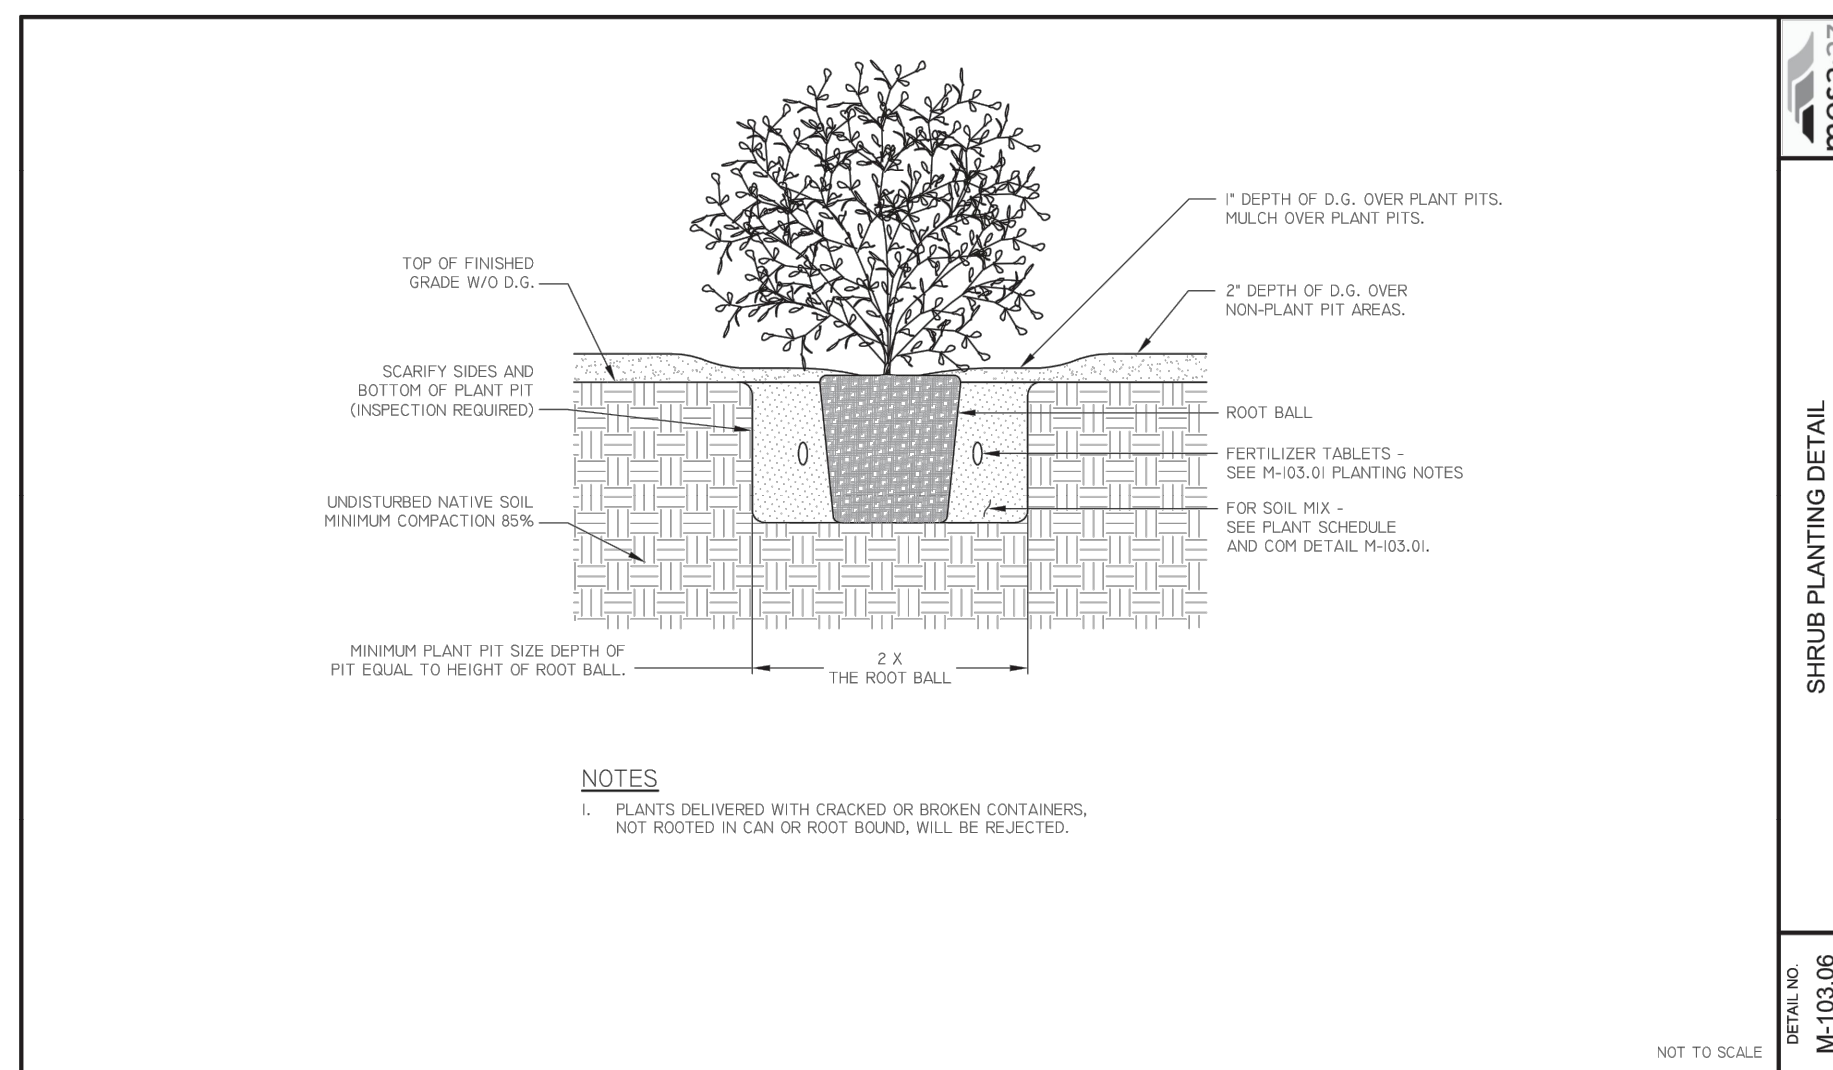 1" DEPTH OF D.G. OVER PLANT PITS.
MULCH OVER PLANT PITS.
TOP OF FINISHED
GRADE W/O D.G.
2" DEPTH OF D.G. OVER
NON-PLANT PIT AREAS.
SCARIFY SIDES AND
BOTTOM OF PLANT PIT
(INSPECTION REQUIRED)
ROOT BALL
FERTILIZER TABLETS -
SEE M-103.01 PLANTING NOTES
UNDISTURBED NATIVE SOIL
MINIMUM COMPACTION 85%
FOR SOIL MIX -
SEE PLANT SCHEDULE
AND COM DETAIL M-103.01.
MINIMUM PLANT PIT SIZE DEPTH OF
PIT EQUAL TO HEIGHT OF ROOT BALL.
2 X
THE ROOT BALL
NOTES
1. PLANTS DELIVERED WITH CRACKED OR BROKEN CONTAINERS,
NOT ROOTED IN CAN OR ROOT BOUND, WILL BE REJECTED.
NOT TO SCALE
SHRUB PLANTING DETAIL
DETAIL NO.
M-103.06